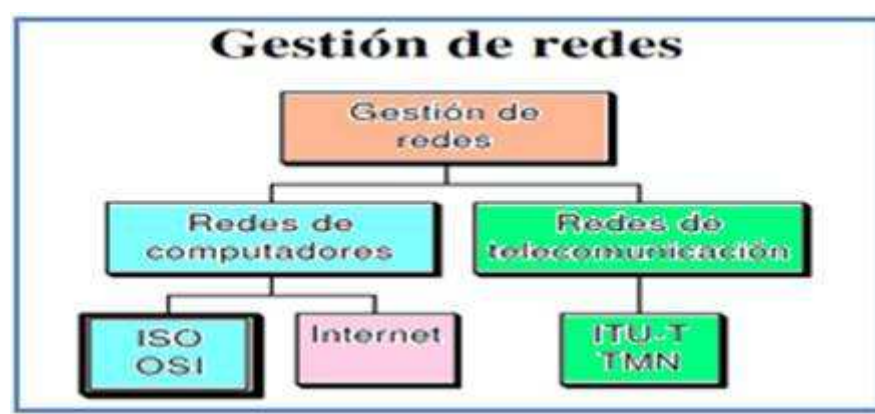 Gestión de redes
Gestión de
redes
Redes de
computadores
Redes de
telecomunicación
ISO
OSI
Internet
ITU-T
TMN